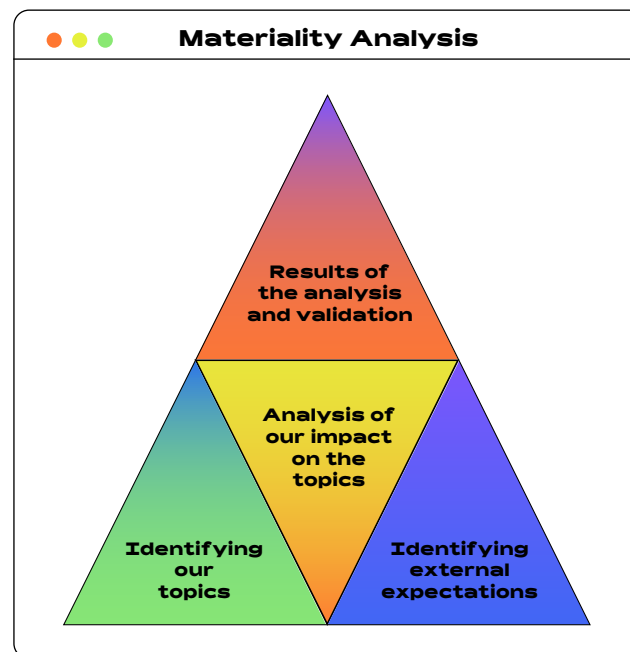 Materiality Analysis
Results of
the analysis
and validation
Analysis of
our impact
on the
topics
Identifying
our
topics
Identifying
external
expectations